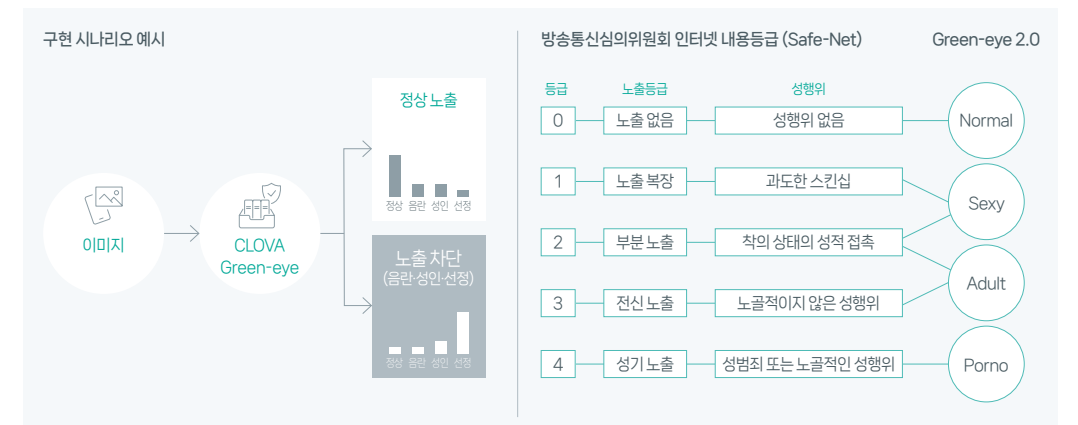 구현 시나리오 예시
이미지
CLOVA
Green-eye
정상 노출
정상 음란 성인 선정
노출 차단
(음란·성인·선정)
정상 음란 성인 선정
방송통신심의위원회 인터넷 내용등급 (Safe-Net) Green-eye 2.0
등급 노출등급 성행위
0 노출 없음 성행위 없음 Normal
1 노출 복장 과도한 스킨십
Sexy
2 부분 노출 착의 상태의 성적 접촉
Adult
3 전신 노출 노골적이지 않은 성행위
4 성기 노출 성범죄 또는 노골적인 성행위 Porno